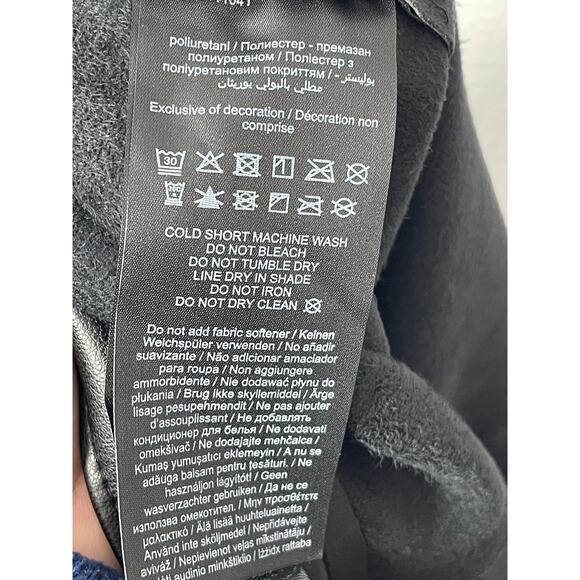 poliuretani / Полиестер - премазан
полиуретаном / Поліестер з
поліуретановим покриттям / بوليستر -
مطلي بالبولي يوريثان
Exclusive of decoration / Décoration non
comprise
30
COLD SHORT MACHINE WASH
DO NOT BLEACH
DO NOT TUMBLE DRY
LINE DRY IN SHADE
DO NOT IRON
DO NOT DRY CLEAN
Do not add fabric softener / Keinen
Weichspüler verwenden / No añadir
suavizante / Não adicionar amaciador
para roupa / Non aggiungere
ammorbidente / Nie dodawać płynu do
płukania / Brug ikke skyllemiddel / Ärge
lisage pesupehmendit / Ne pas ajouter
d'assouplissant / Не добавлять
кондиционер для белья / Ne dodavati
omekšivač / Ne dodajajte mehčalca /
Kumaş yumuşatıcı eklemeyin / A nu se
adăuga balsam pentru țesături. / Ne
használjon lágyítót! / Geen
wasverzachter gebruiken / Да не се
използва омекотител. / Μην προσθέτετε
μαλακτικό / Älä lisää huuhteluainetta /
Använd inte sköljmedel / Nepřidávejte
aviváž / Nepievienot veļas mīkstinātāju /
audinio minkštiklio / Ikke tilsett